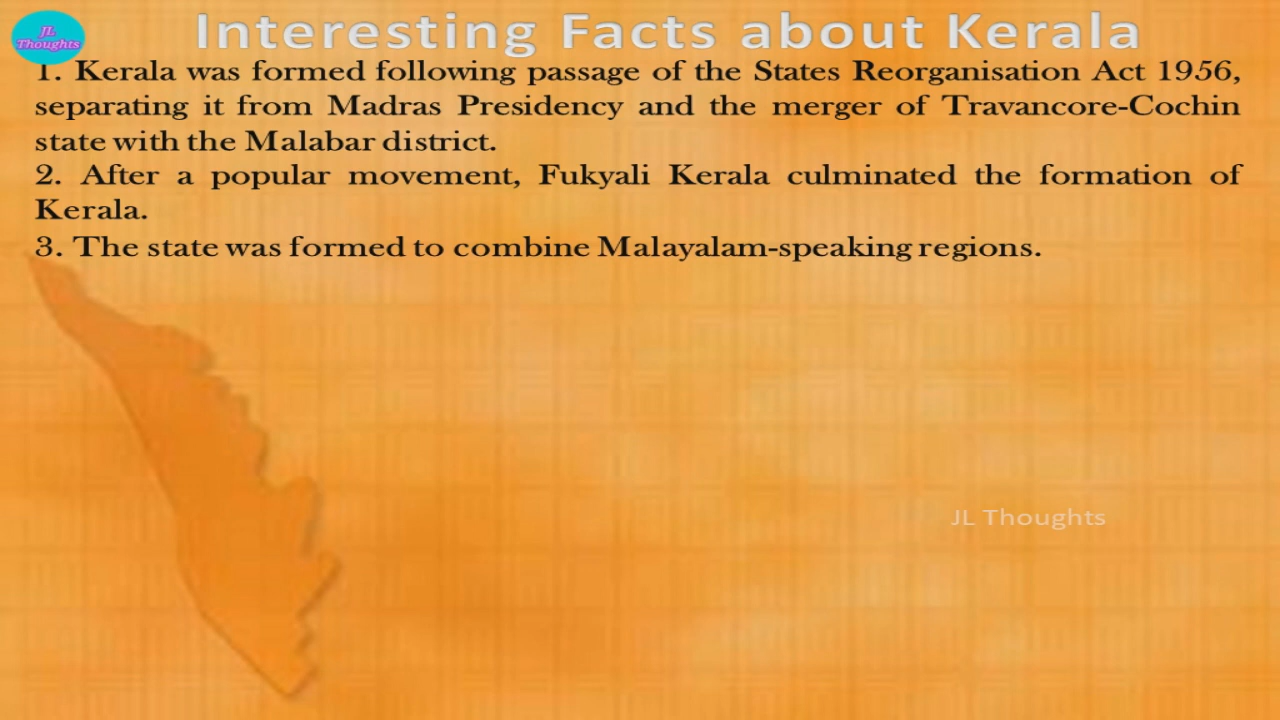 JL
Thoughts
Interesting Facts about Kerala
1. Kerala was formed following passage of the States Reorganisation Act 1956,
separating it from Madras Presidency and the merger of Travancore-Cochin
state with the Malabar district.
2. After a popular movement, Fukyali Kerala culminated the formation of
Kerala.
3. The state was formed to combine Malayalam-speaking regions.
JL Thoughts